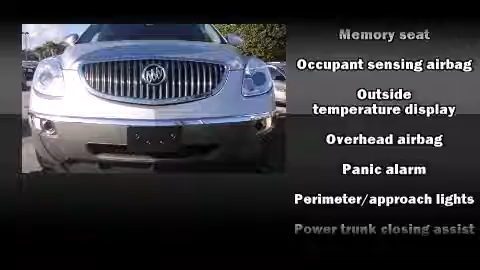 Memory seat
Occupant sensing airbag
Outside
temperature display
Overhead airbag
Panic alarm
Perimeter/approach lights
Power trunk closing assist